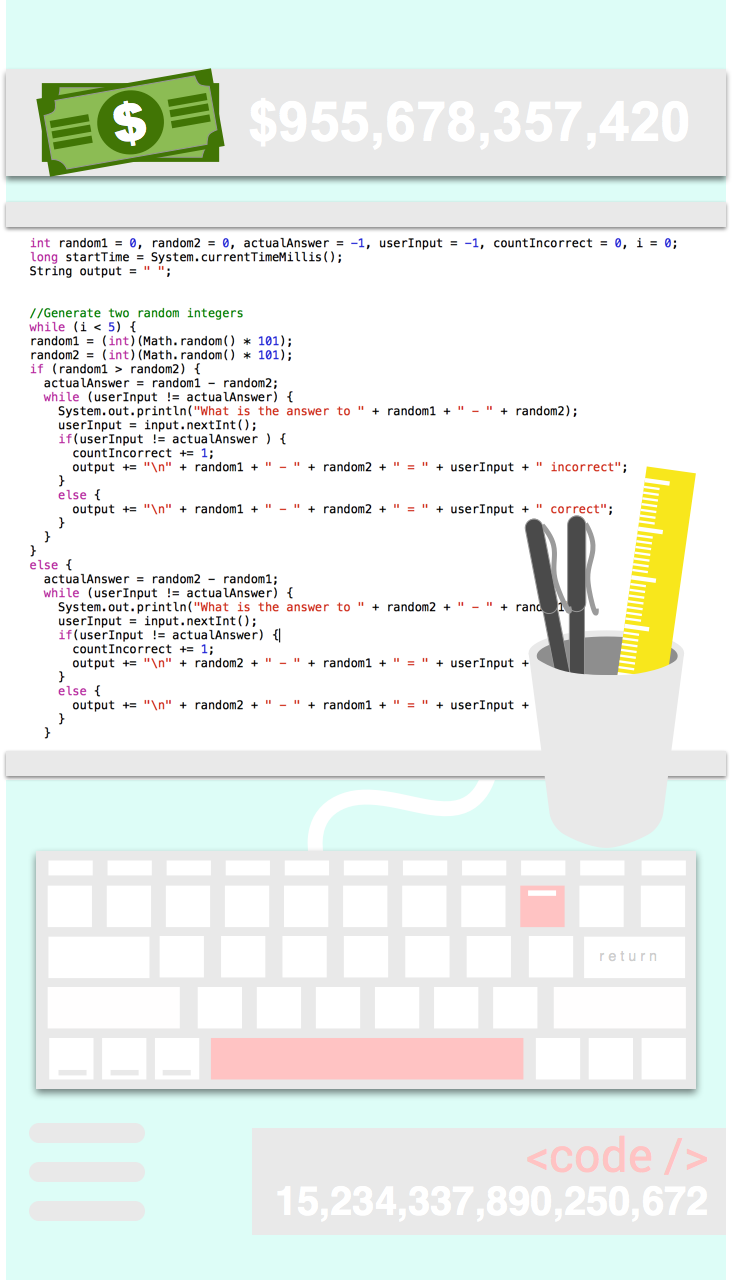 $
$955,678,357,420
int random1 = 0, random2 = 0, actualAnswer = -1, userInput = -1, countIncorrect = 0, i = 0;
long startTime = System.currentTimeMillis();
String output = " ";
//Generate two random integers
while (i < 5) {
random1 = (int)(Math.random() * 101);
random2 = (int)(Math.random() * 101);
if (random1 > random2) {
  actualAnswer = random1 - random2;
  while (userInput != actualAnswer) {
    System.out.println("What is the answer to " + random1 + " - " + random2);
    userInput = input.nextInt();
    if(userInput != actualAnswer ) {
      countIncorrect += 1;
      output += "\n" + random1 + " - " + random2 + " = " + userInput + " incorrect";
    }
    else {
      output += "\n" + random1 + " - " + random2 + " = " + userInput + " correct";
    }
  }
}
else {
  actualAnswer = random2 - random1;
  while (userInput != actualAnswer) {
    System.out.println("What is the answer to " + random2 + " - " +
    userInput = input.nextInt();
    if(userInput != actualAnswer) {
      countIncorrect += 1;
      output += "\n" + random2 + " - " + random1 + " = " + userInput +
    }
    else {
      output += "\n" + random2 + " - " + random1 + " = " + userInput +
    }
  }
return
<code />
15,234,337,890,250,672